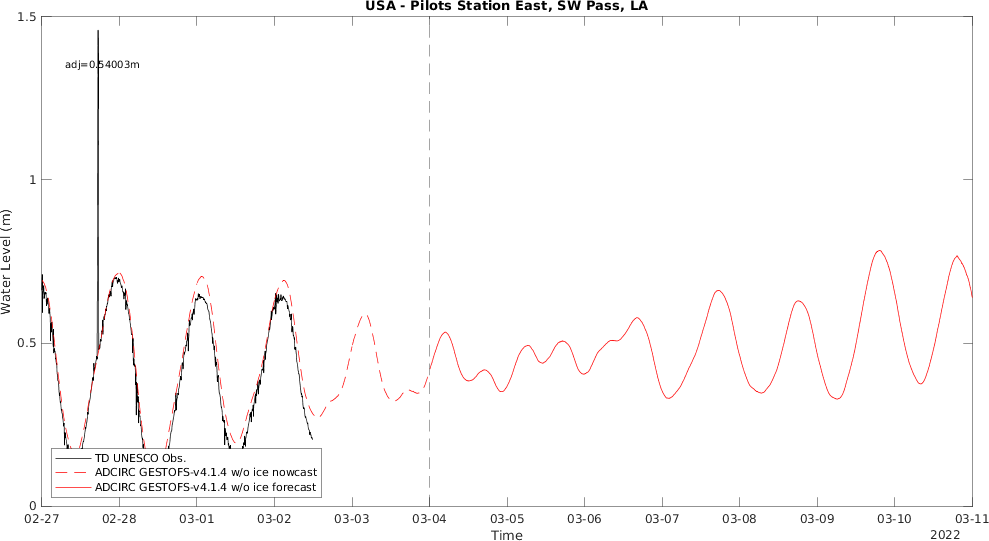 USA - Pilots Station East, SW Pass, LA
1.5
adj=0.54003m
1
Water Level (m)
0.5
TD UNESCO Obs.
ADCIRC GESTOFS-v4.1.4 w/o ice nowcast
ADCIRC GESTOFS-v4.1.4 w/o ice forecast
0
02-27 02-28 03-01 03-02 03-03 03-04 03-05 03-06 03-07 03-08 03-09 03-10 03-11
Time
2022